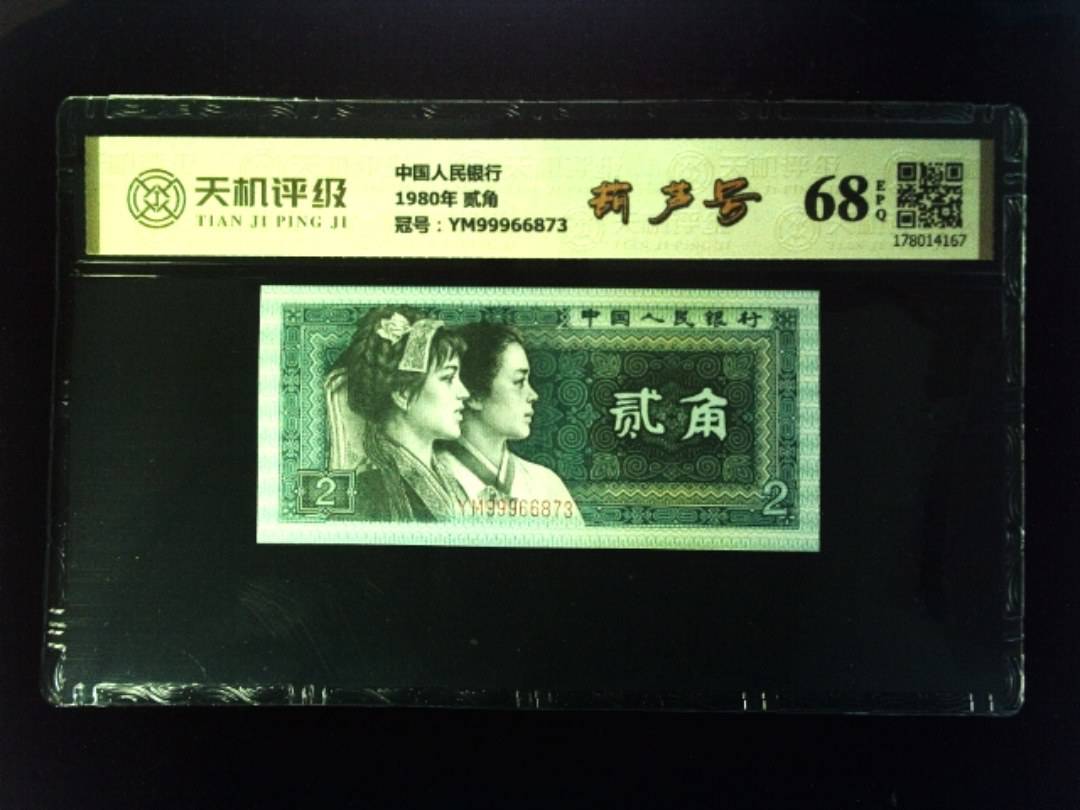 天机评级
TIAN JI PING JI
中国人民银行
1980年 贰角
冠号：YM99966873
葫芦号
68
EPQ
178014167
中国人民银行
贰角
2
2
YM99966873